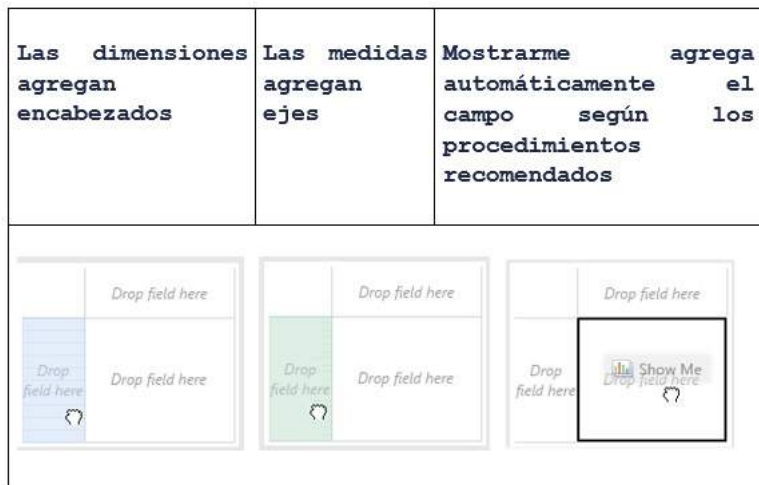 Las dimensiones
agregan
encabezados
Las medidas
agregan
ejes
Mostrarme agrega
automáticamente el
campo según los
procedimientos
recomendados
Drop field here
Drop
field here
Drop field here
Drop field here
Drop
field here
Drop field here
Drop field here
Drop
field here
Show Me
Drop field here